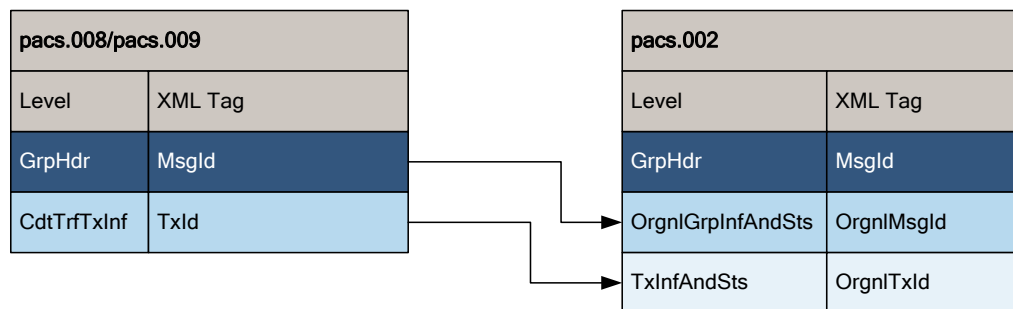 pacs.008/pacs.009
Level XML Tag
GrpHdr MsgId
CdtTrfTxInf TxId
pacs.002
Level XML Tag
GrpHdr MsgId
OrgnlGrpInfAndSts OrgnlMsgId
TxInfAndSts OrgnlTxId